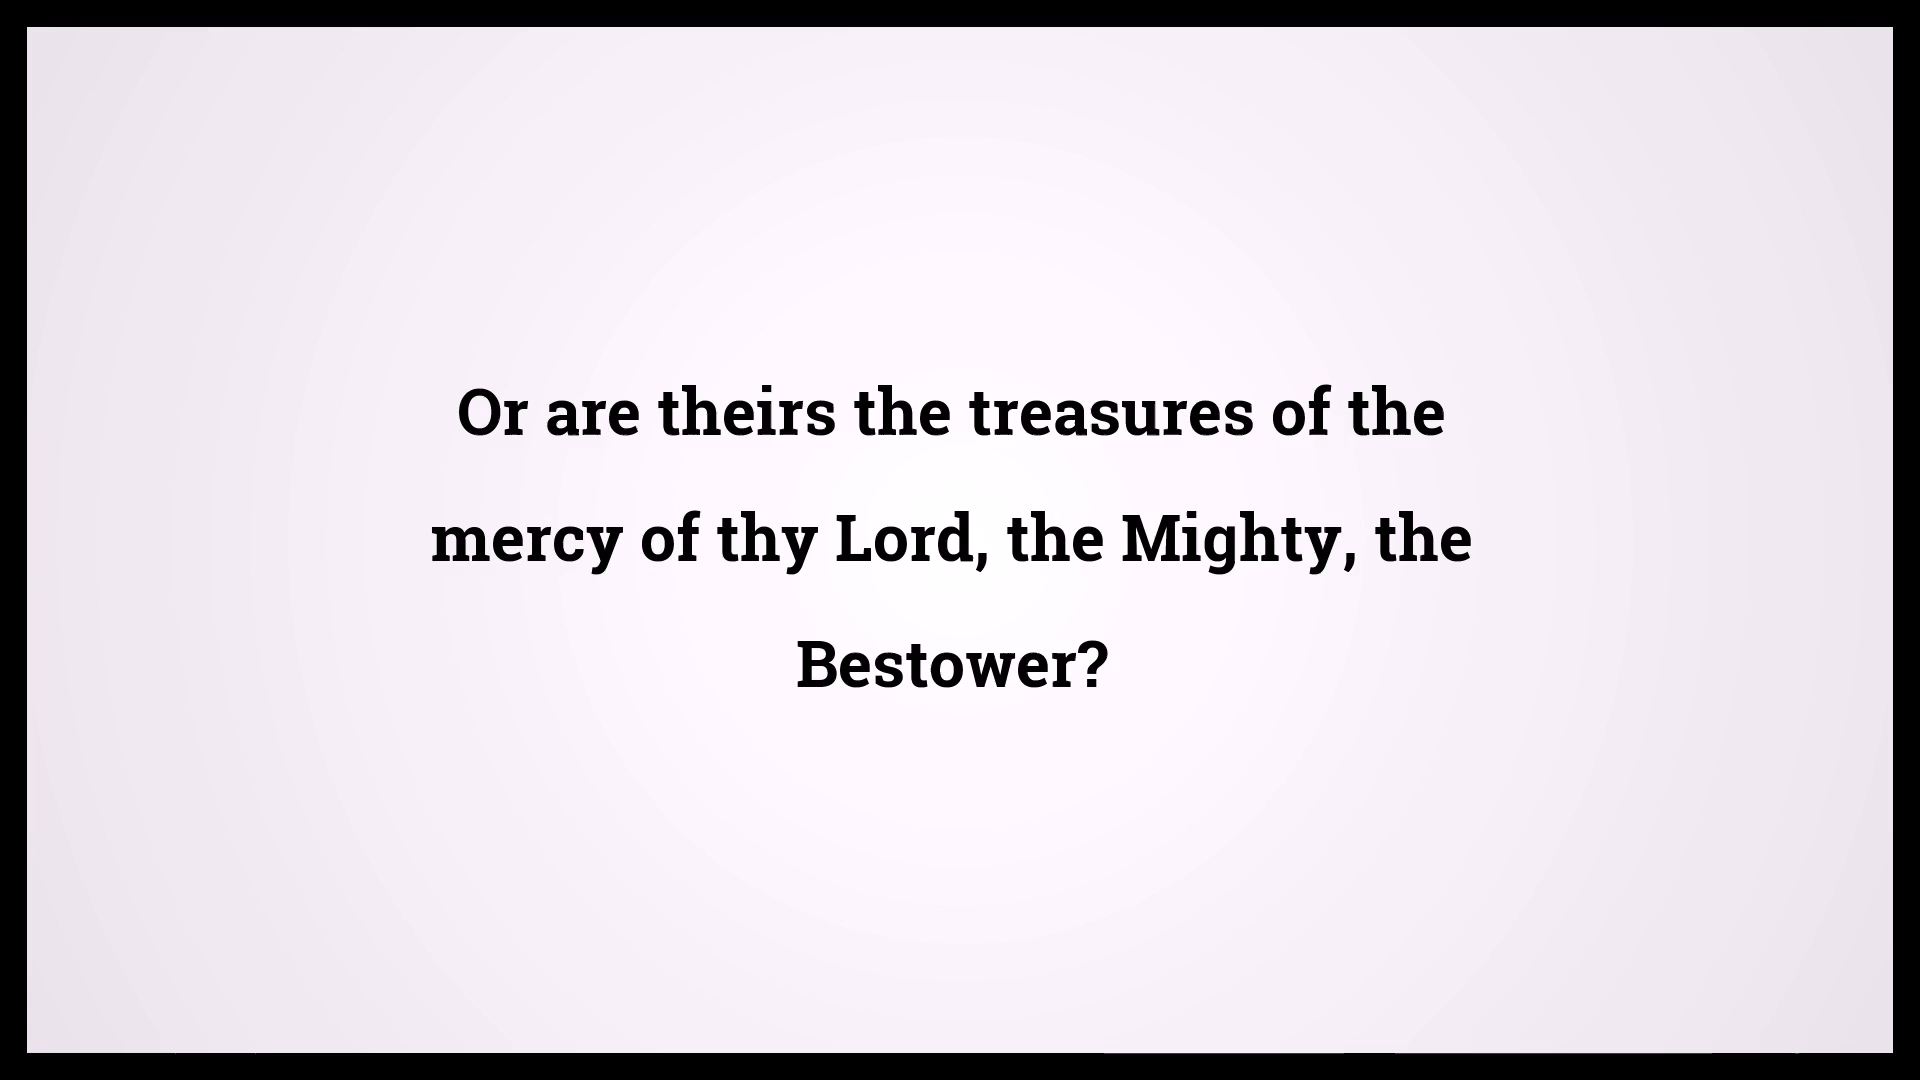 Or are theirs the treasures of the
mercy of thy Lord, the Mighty, the
Bestower?